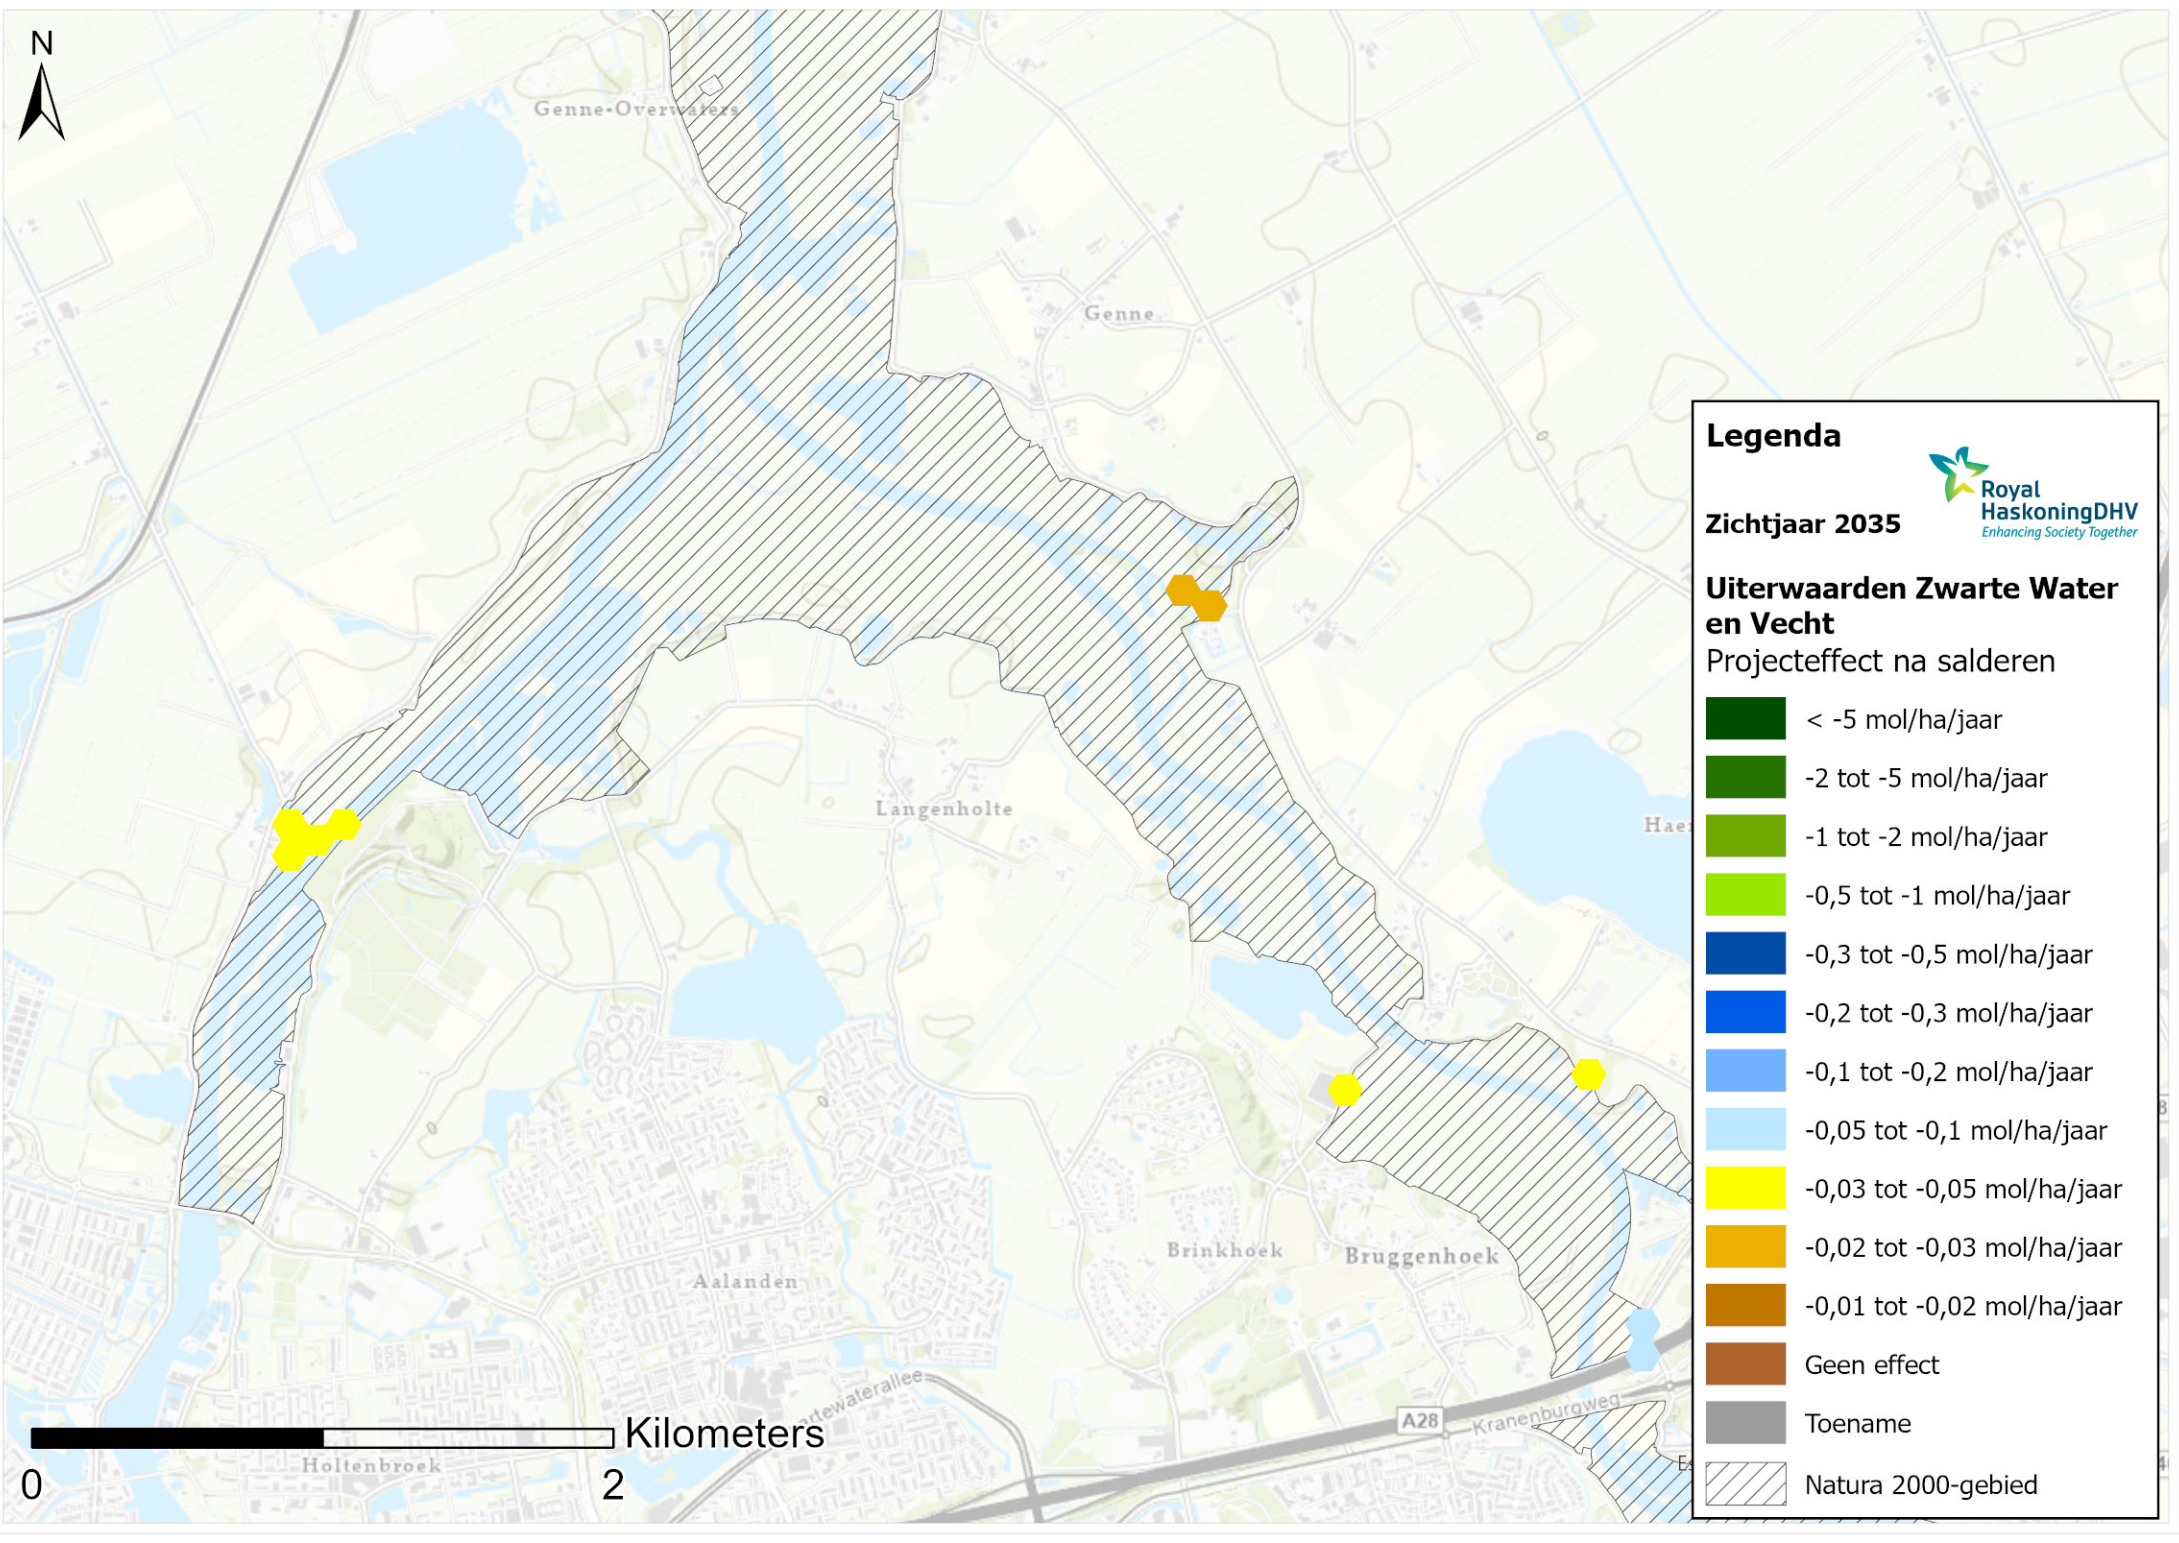 N
Genne-Overwaters
Genne
Langenholte
Haer
Brinkhoek
Bruggenhoek
Aalanden
artewaterallee
A28
Kranenburgweg
Holtenbroek
Kilometers
0
2
Legenda
Royal
HaskoningDHV
Enhancing Society Together
Zichtjaar 2035
Uiterwaarden Zwarte Water
en Vecht
Projecteffect na salderen
< -5 mol/ha/jaar
-2 tot -5 mol/ha/jaar
-1 tot -2 mol/ha/jaar
-0,5 tot -1 mol/ha/jaar
-0,3 tot -0,5 mol/ha/jaar
-0,2 tot -0,3 mol/ha/jaar
-0,1 tot -0,2 mol/ha/jaar
-0,05 tot -0,1 mol/ha/jaar
-0,03 tot -0,05 mol/ha/jaar
-0,02 tot -0,03 mol/ha/jaar
-0,01 tot -0,02 mol/ha/jaar
Geen effect
Toename
Natura 2000-gebied